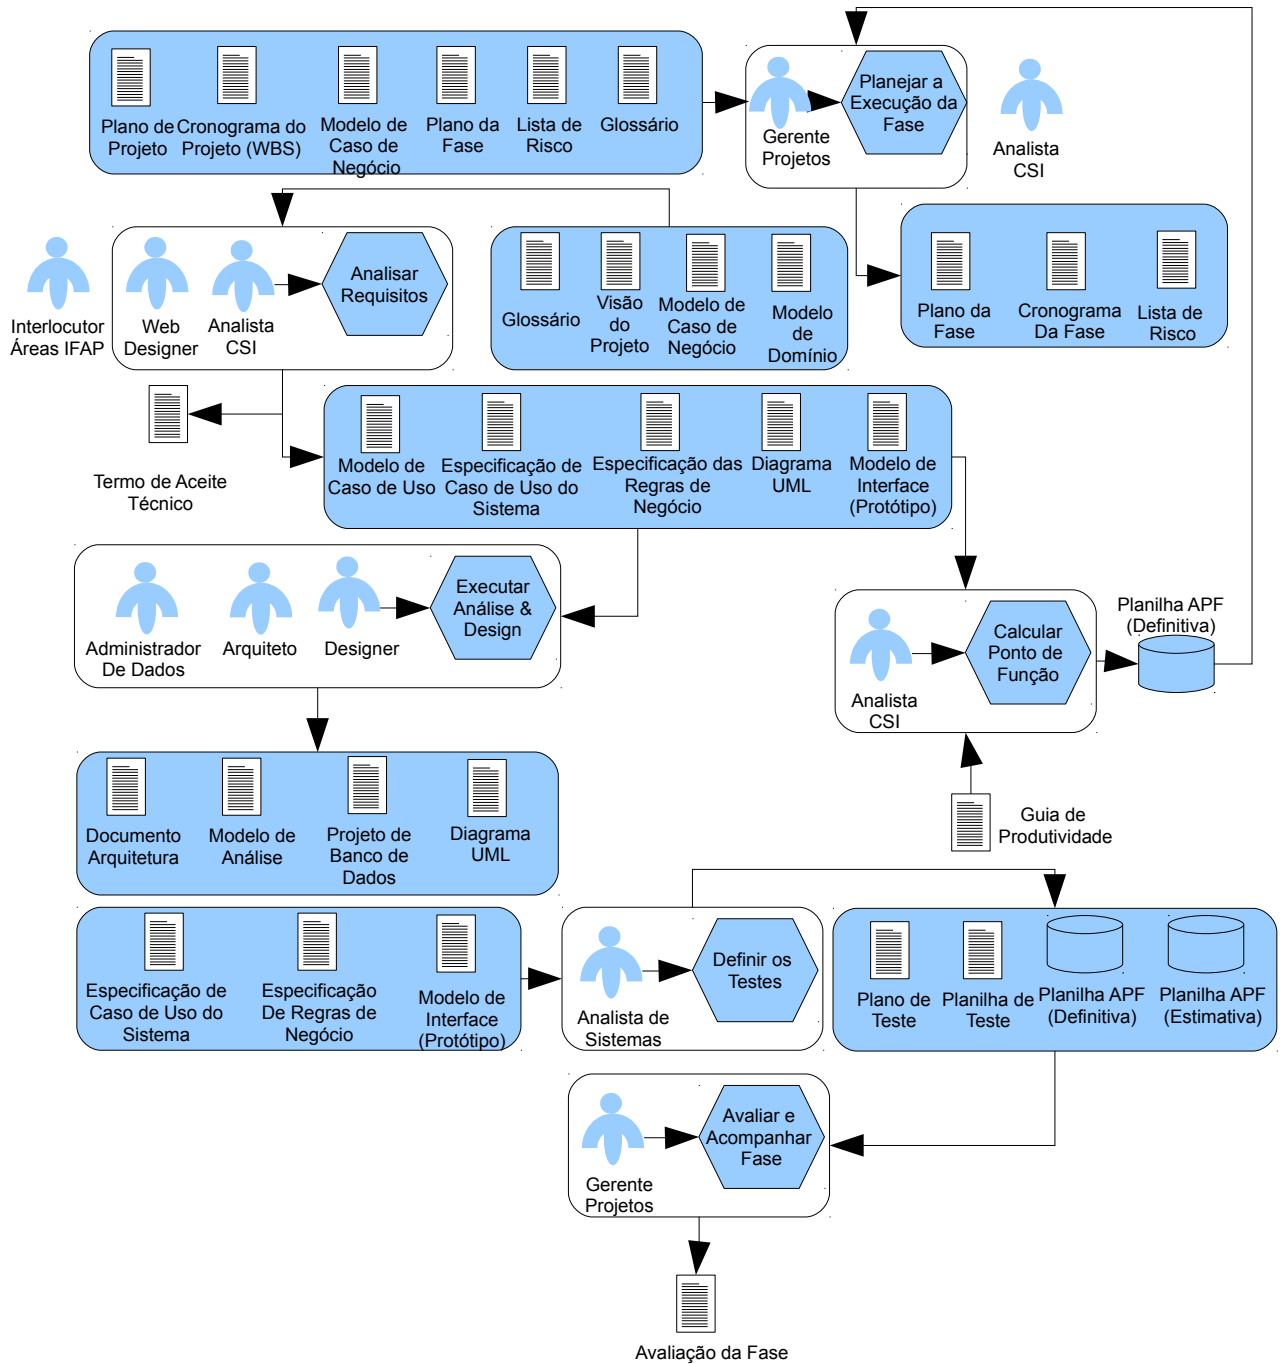 Plano de
Projeto
Cronograma do
Projeto (WBS)
Modelo de
Caso de
Negócio
Plano da
Fase
Lista de
Risco
Glossário
Gerente
Projetos
Planejar a
Execução da
Fase
Analista
CSI
Interlocutor
Áreas IFAP
Web
Designer
Analista
CSI
Analisar
Requisitos
Glossário
Visão
do
Projeto
Modelo de
Caso de
Negócio
Modelo
de
Domínio
Plano da
Fase
Cronograma
Da Fase
Lista de
Risco
Termo de Aceite
Técnico
Modelo de
Caso de Uso
Especificação de
Caso de Uso do
Sistema
Especificação das
Regras de
Negócio
Diagrama
UML
Modelo de
Interface
(Protótipo)
Administrador
De Dados
Arquiteto
Designer
Executar
Análise &
Design
Analista
CSI
Calcular
Ponto de
Função
Planilha APF
(Definitiva)
Guia de
Produtividade
Documento
Arquitetura
Modelo de
Análise
Projeto de
Banco de
Dados
Diagrama
UML
Especificação de
Caso de Uso do
Sistema
Especificação
De Regras de
Negócio
Modelo de
Interface
(Protótipo)
Analista de
Sistemas
Definir os
Testes
Plano de
Teste
Planilha de
Teste
Planilha APF
(Definitiva)
Planilha APF
(Estimativa)
Gerente
Projetos
Avaliar e
Acompanhar
Fase
Avaliação da Fase